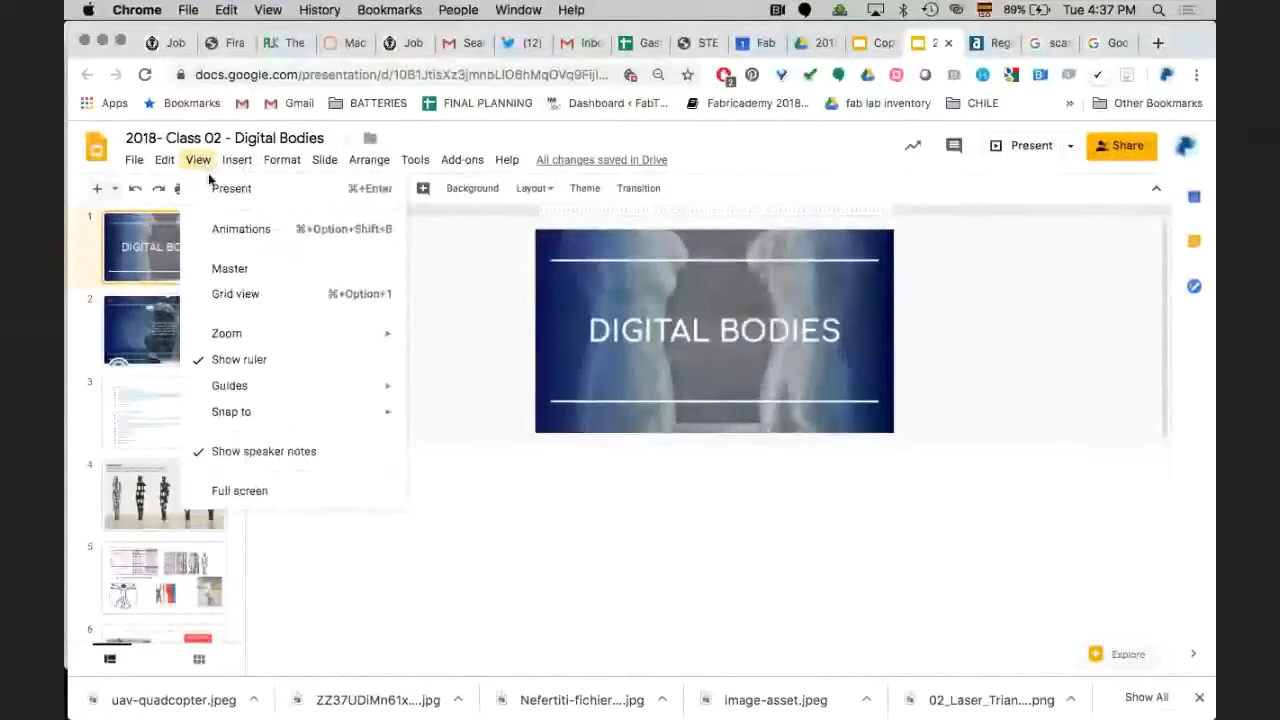 Chrome File Edit View History Bookmarks People Window Help 89% Tue 4:37 PM
Job Fira The Mac Job Sear (12) Inbo Gast STE Fab 201 Cop 2 Reg scar Goo
docs.google.com/presentation/d/
Apps Bookmarks Gmail BATTERIES FINAL PLANNING Dashboard ‹ FabT... Fabricademy 2018... fab lab inventory CHILE » Other Bookmarks
2018- Class 02 - Digital Bodies
File Edit View Insert Format Slide Arrange Tools Add-ons Help All changes saved in Drive
Present Share
Present ⌘+Enter
Background Layout Theme Transition
Animations ⌘+Option+Shift+B
Master
Grid view ⌘+Option+1
Zoom
Show ruler
Guides
Snap to
Show speaker notes
Full screen
1
DIGITAL BO
2
3
4
5
6
DIGITAL BODIES
Explore
uav-quadcopter.jpeg ZZ37UDiMn61x....jpg Nefertiti-fichier....jpg image-asset.jpeg 02_Laser_Trian....png Show All